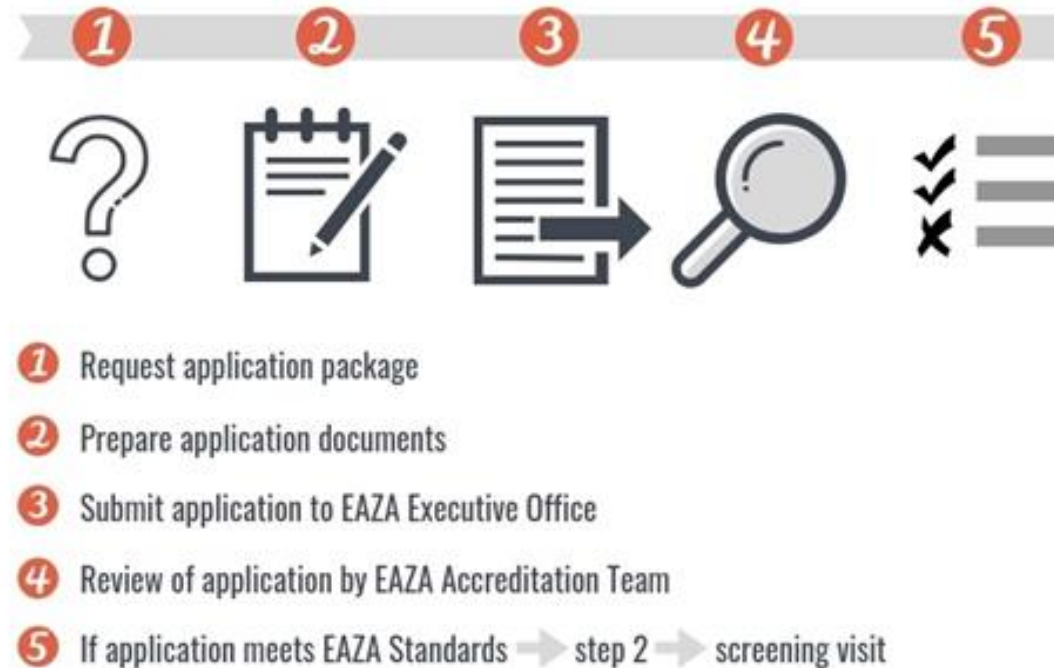 1 2 3 4 5
1 Request application package
2 Prepare application documents
3 Submit application to EAZA Executive Office
4 Review of application by EAZA Accreditation Team
5 If application meets EAZA Standards step 2 screening visit